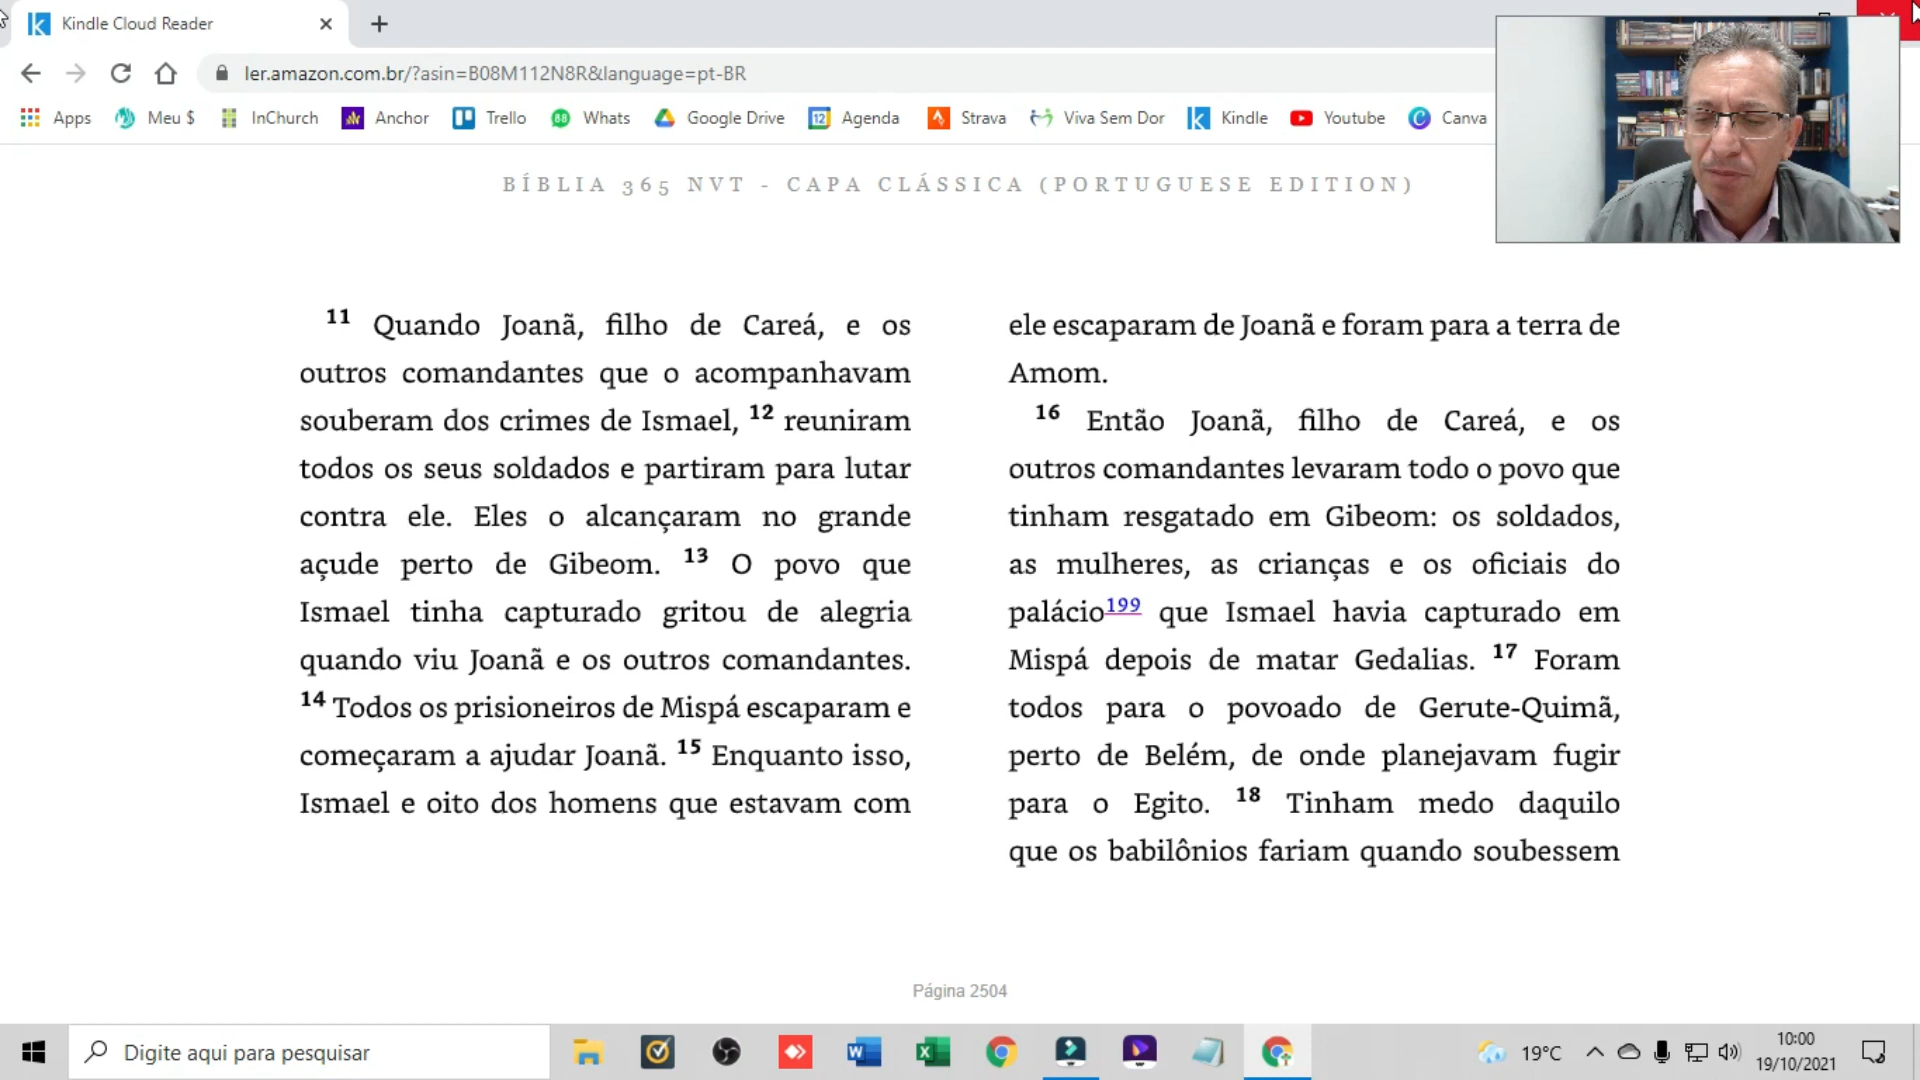 Kindle Cloud Reader
ler.amazon.com.br/?asin=B08M112N8R&language=pt-BR
Apps Meu $ InChurch Anchor Trello Whats Google Drive Agenda Strava Viva Sem Dor Kindle Youtube Canva
BÍBLIA 365 NVT - CAPA CLÁSSICA (PORTUGUESE EDITION)
11 Quando Joanã, filho de Careá, e os
outros comandantes que o acompanhavam
souberam dos crimes de Ismael, 12 reuniram
todos os seus soldados e partiram para lutar
contra ele. Eles o alcançaram no grande
açude perto de Gibeom. 13 O povo que
Ismael tinha capturado gritou de alegria
quando viu Joanã e os outros comandantes.
14 Todos os prisioneiros de Mispá escaparam e
começaram a ajudar Joanã. 15 Enquanto isso,
Ismael e oito dos homens que estavam com
ele escaparam de Joanã e foram para a terra de
Amom.
16 Então Joanã, filho de Careá, e os
outros comandantes levaram todo o povo que
tinham resgatado em Gibeom: os soldados,
as mulheres, as crianças e os oficiais do
palácio199 que Ismael havia capturado em
Mispá depois de matar Gedalias. 17 Foram
todos para o povoado de Gerute-Quimã,
perto de Belém, de onde planejavam fugir
para o Egito. 18 Tinham medo daquilo
que os babilônios fariam quando soubessem
Página 2504
Digite aqui para pesquisar
19°C
10:00
19/10/2021